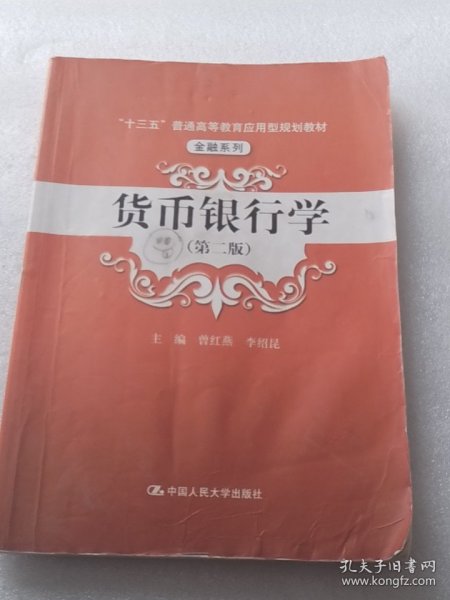 “十三五”普通高等教育应用型规划教材
金融系列
货币银行学
（第二版）
主 编 曾红燕 李绍昆
中国人民大学出版社
孔夫子旧书网
www.kongfz.com